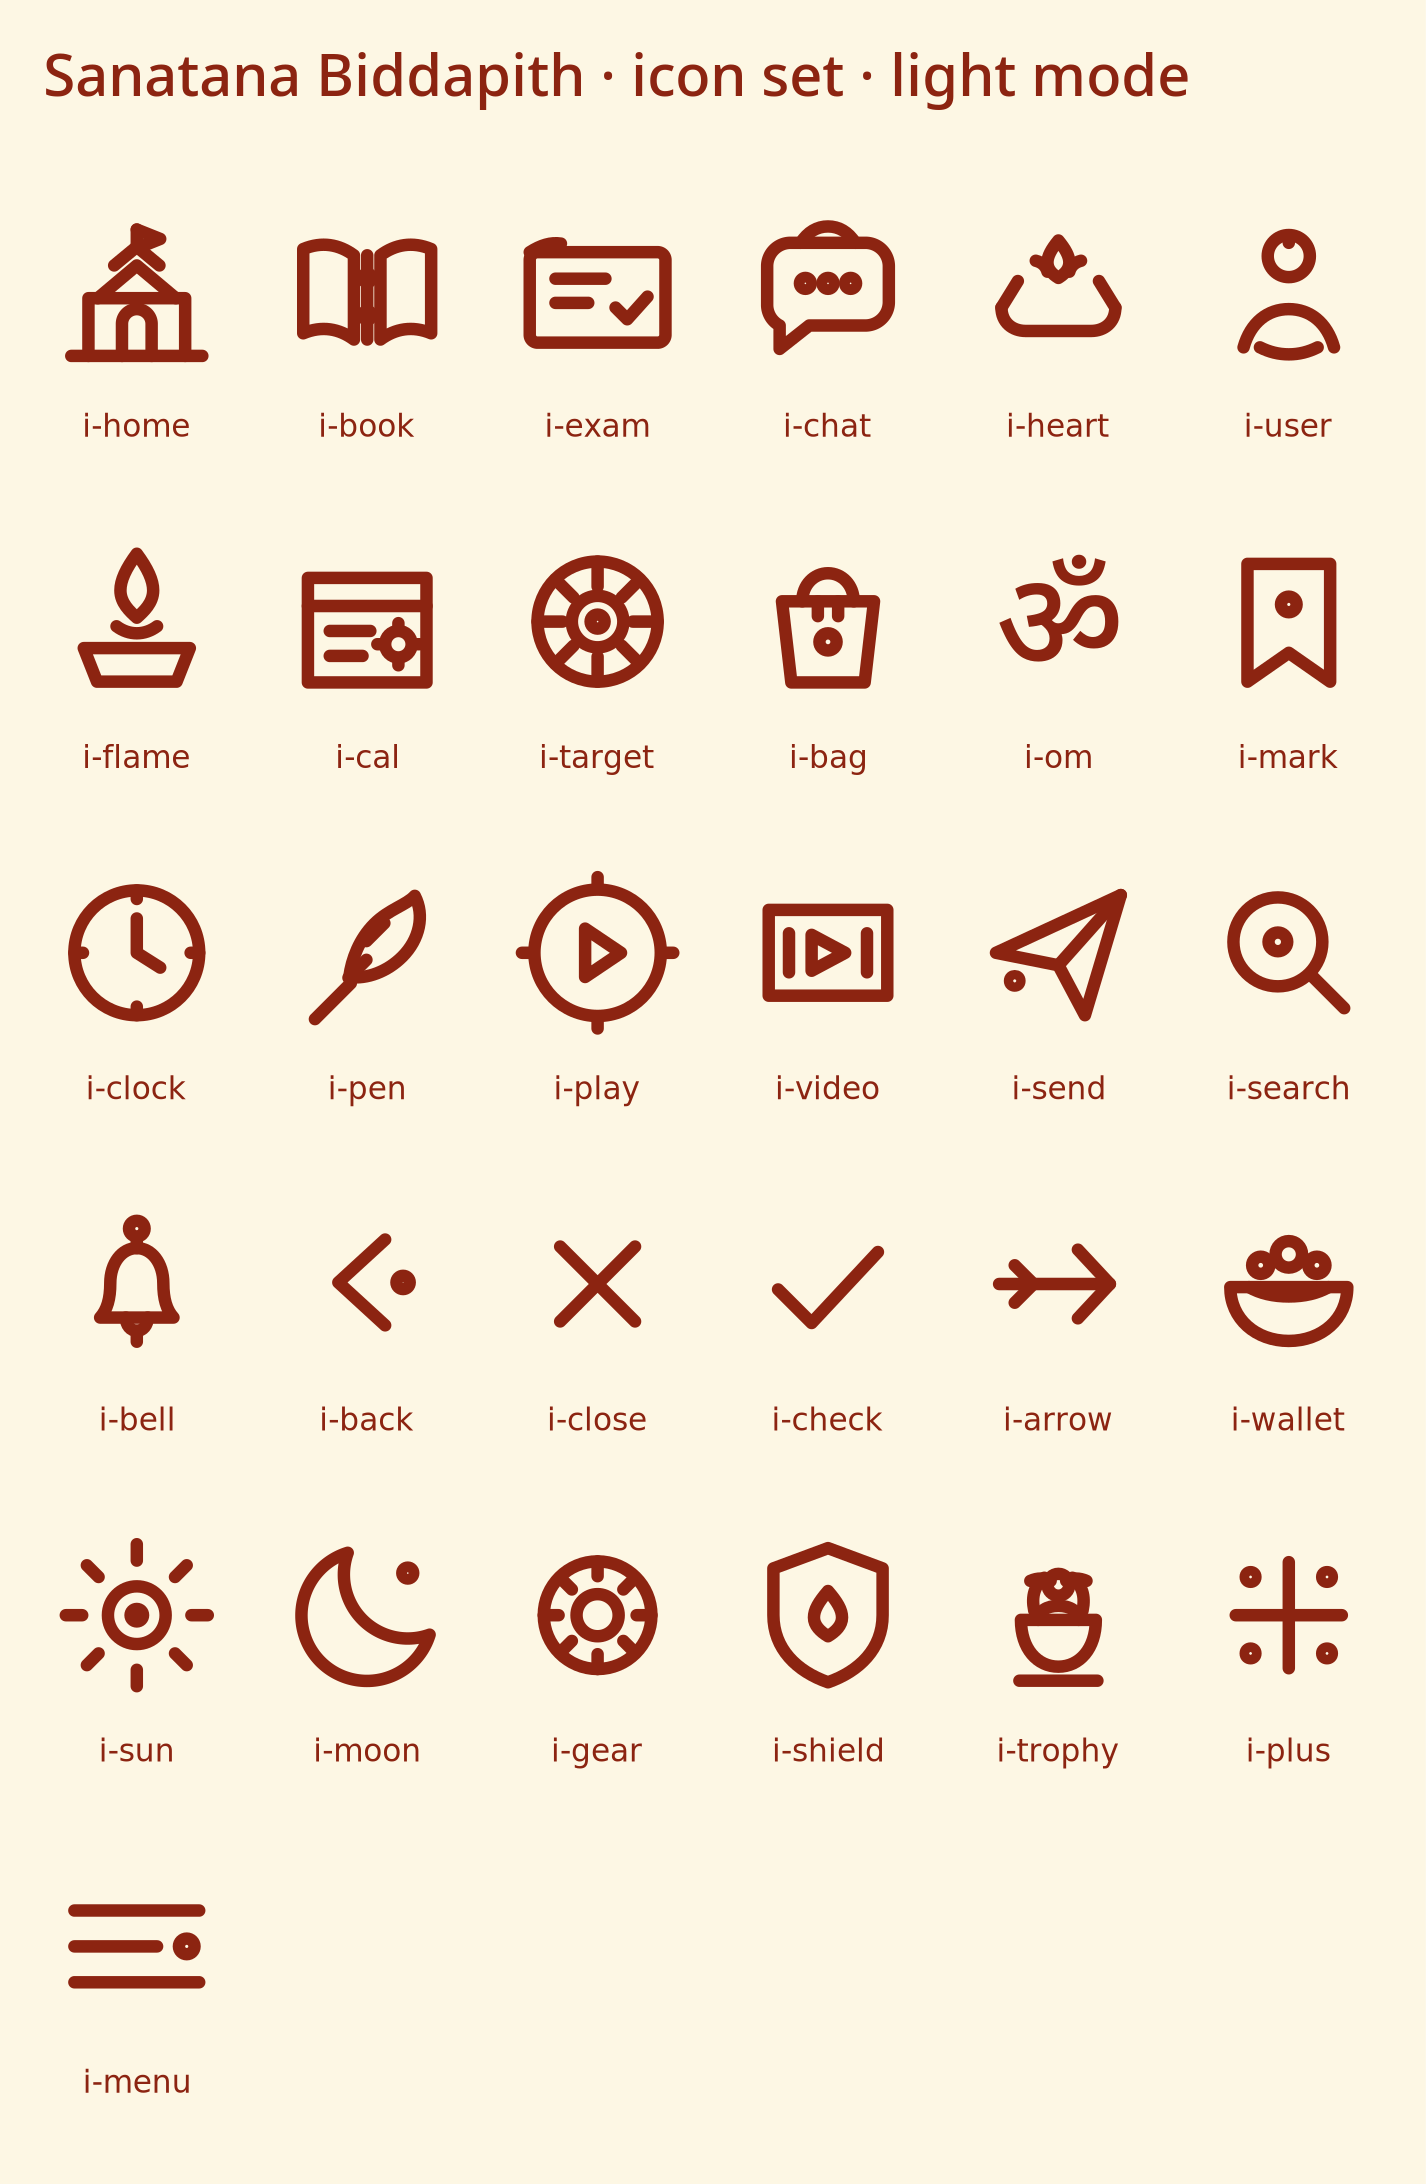 Sanatana Biddapith · icon set · light mode
i-home i-book i-exam i-chat i-heart i-user
ॐ
i-flame i-cal i-target i-bag i-om i-mark
i-clock i-pen i-play i-video i-send i-search
i-bell i-back i-close i-check i-arrow i-wallet
i-sun i-moon i-gear i-shield i-trophy i-plus
i-menu